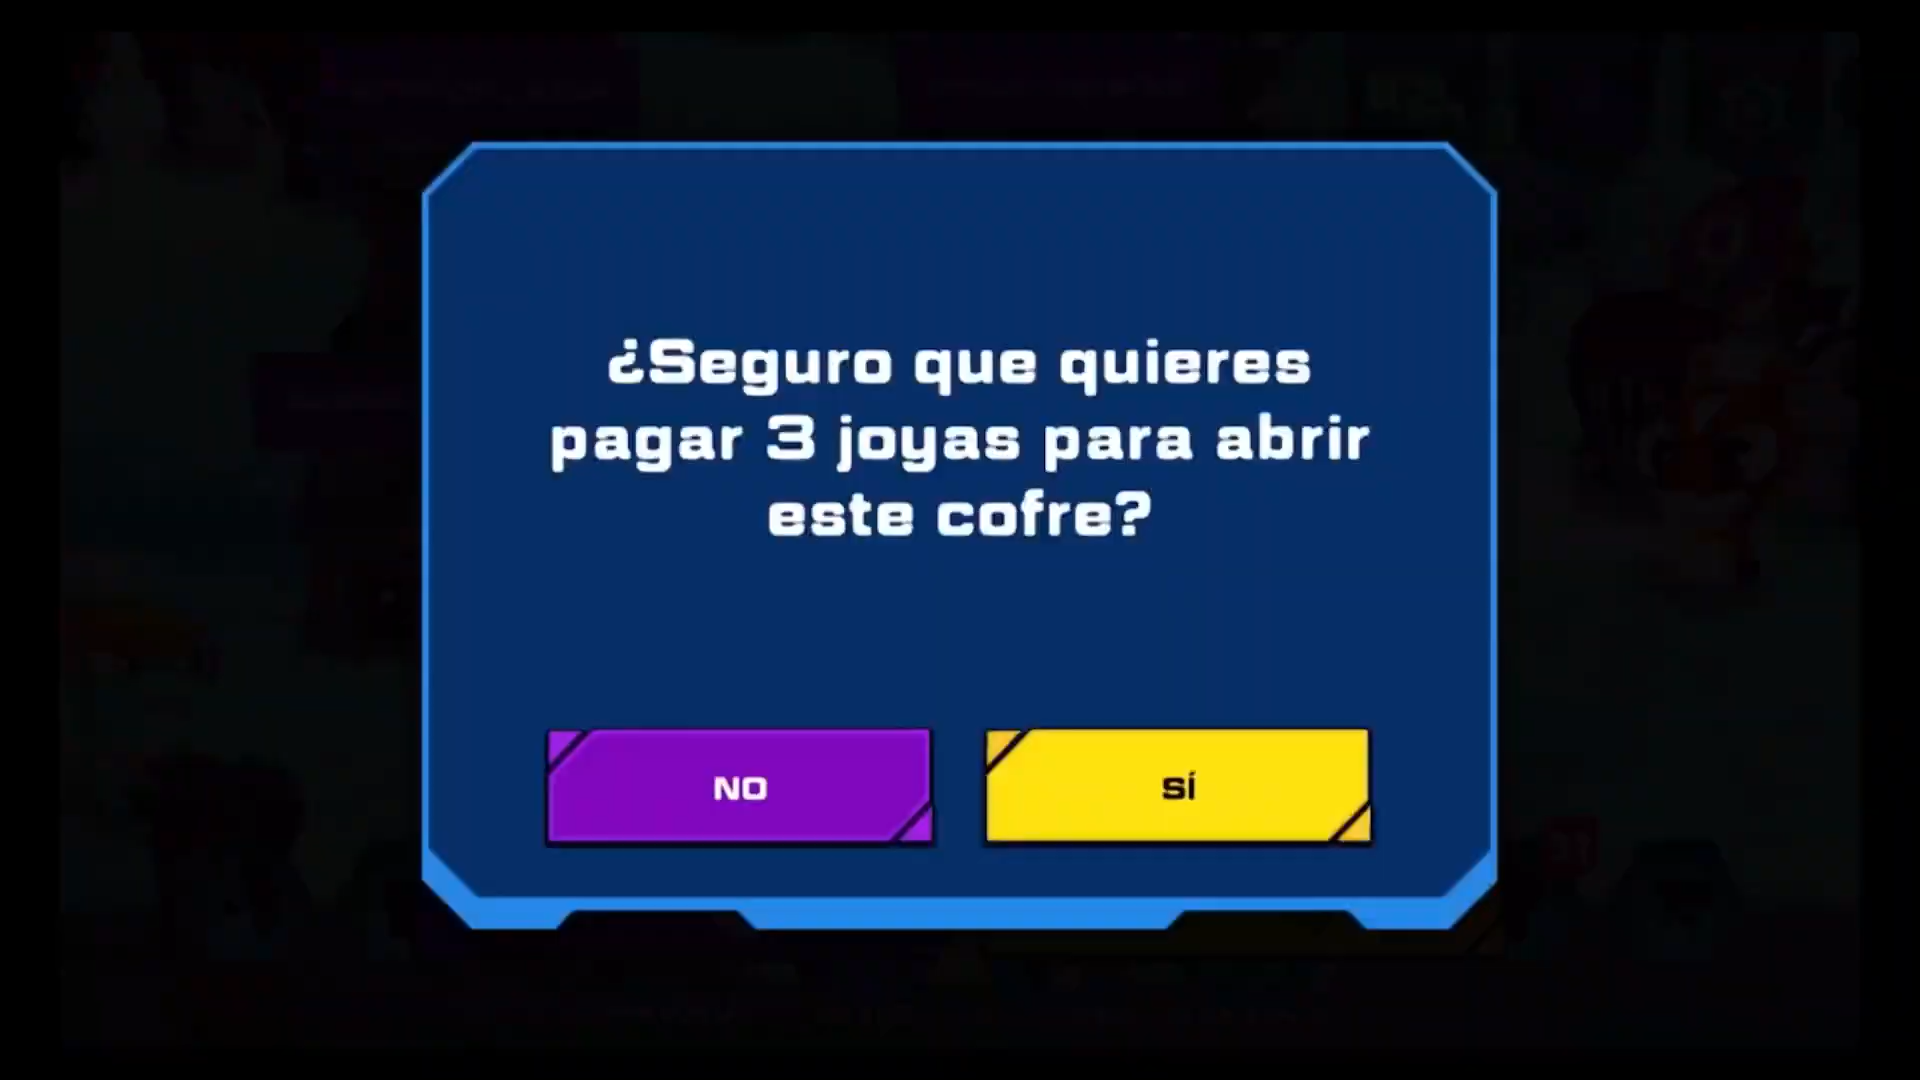 ¿Seguro que quieres
pagar 3 joyas para abrir
este cofre?
NO
SÍ